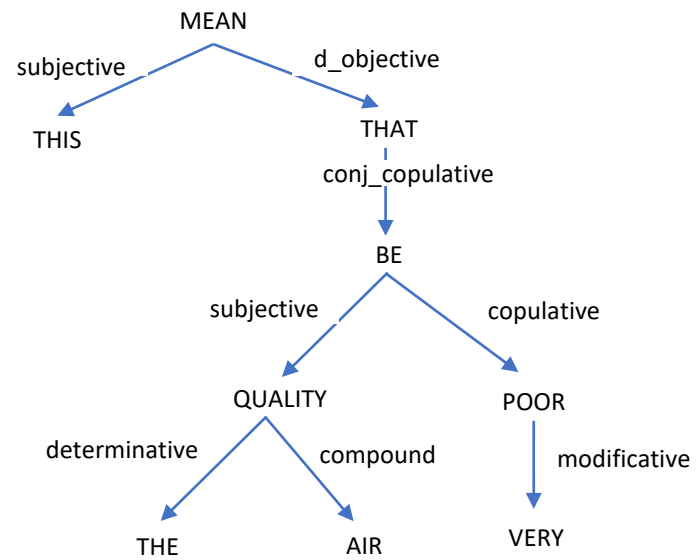 MEAN
subjective d_objective
THIS THAT
conj_copulative
BE
subjective copulative
QUALITY POOR
determinative compound modificative
THE AIR VERY